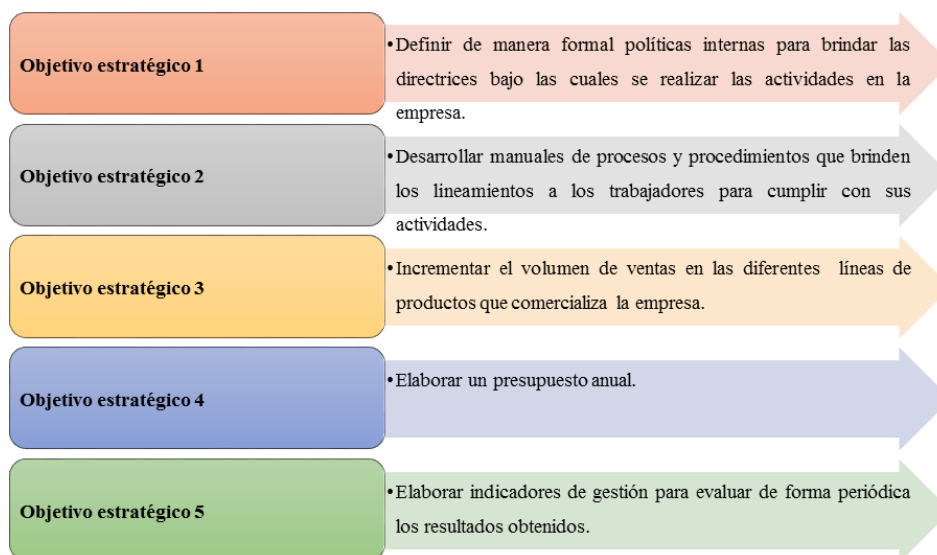 Objetivo estratégico 1
•Definir de manera formal políticas internas para brindar las
directrices bajo las cuales se realizar las actividades en la
empresa.
Objetivo estratégico 2
•Desarrollar manuales de procesos y procedimientos que brinden
los lineamientos a los trabajadores para cumplir con sus
actividades.
Objetivo estratégico 3
•Incrementar el volumen de ventas en las diferentes líneas de
productos que comercializa la empresa.
Objetivo estratégico 4
•Elaborar un presupuesto anual.
Objetivo estratégico 5
•Elaborar indicadores de gestión para evaluar de forma periódica
los resultados obtenidos.